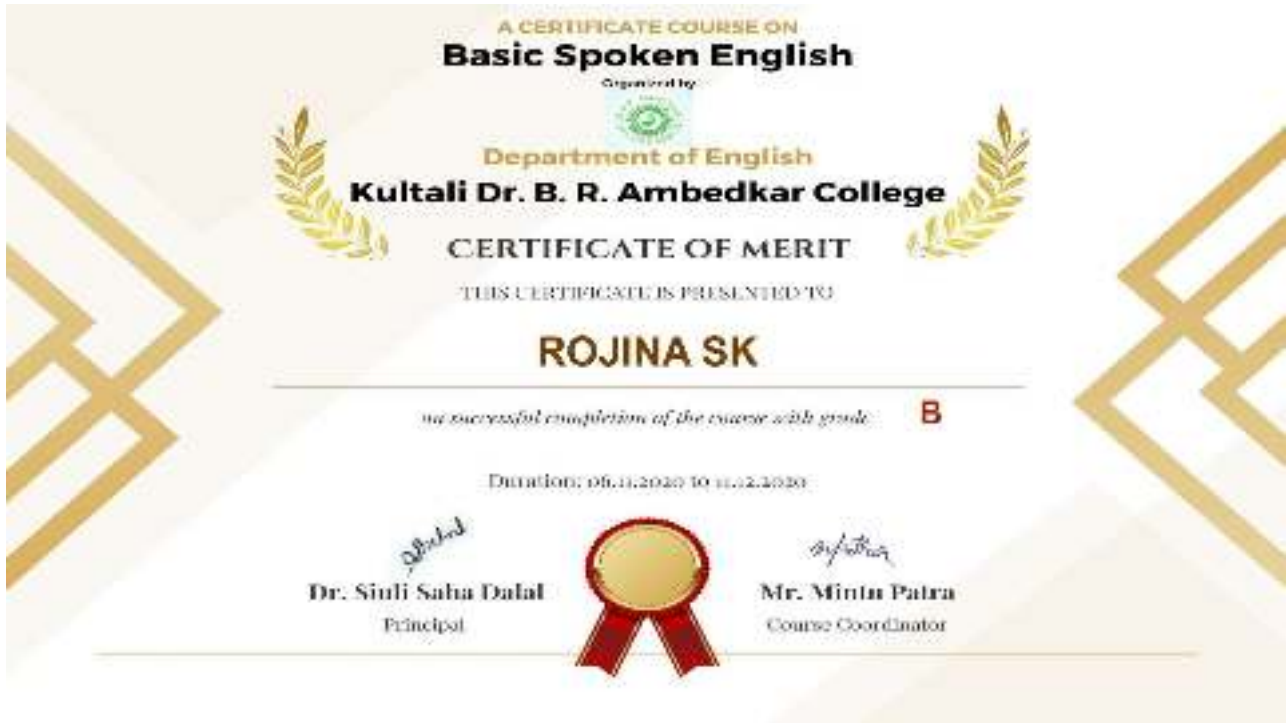 A CERTIFICATE COURSE ON
Basic Spoken English
Organized by
Department of English
Kultali Dr. B. R. Ambedkar College
CERTIFICATE OF MERIT
THIS CERTIFICATE IS PRESENTED TO
ROJINA SK
on successful completion of the course with grade B
Duration: 06.11.2020 to 11.12.2020
Dr. Siuli Saha Dalal Mr. Mintu Patra
Principal Course Coordinator